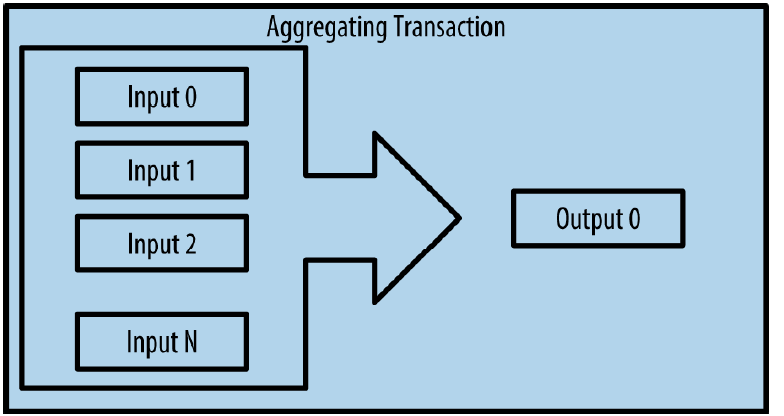 Aggregating Transaction
Input 0
Input 1
Input 2
Input N
Output 0